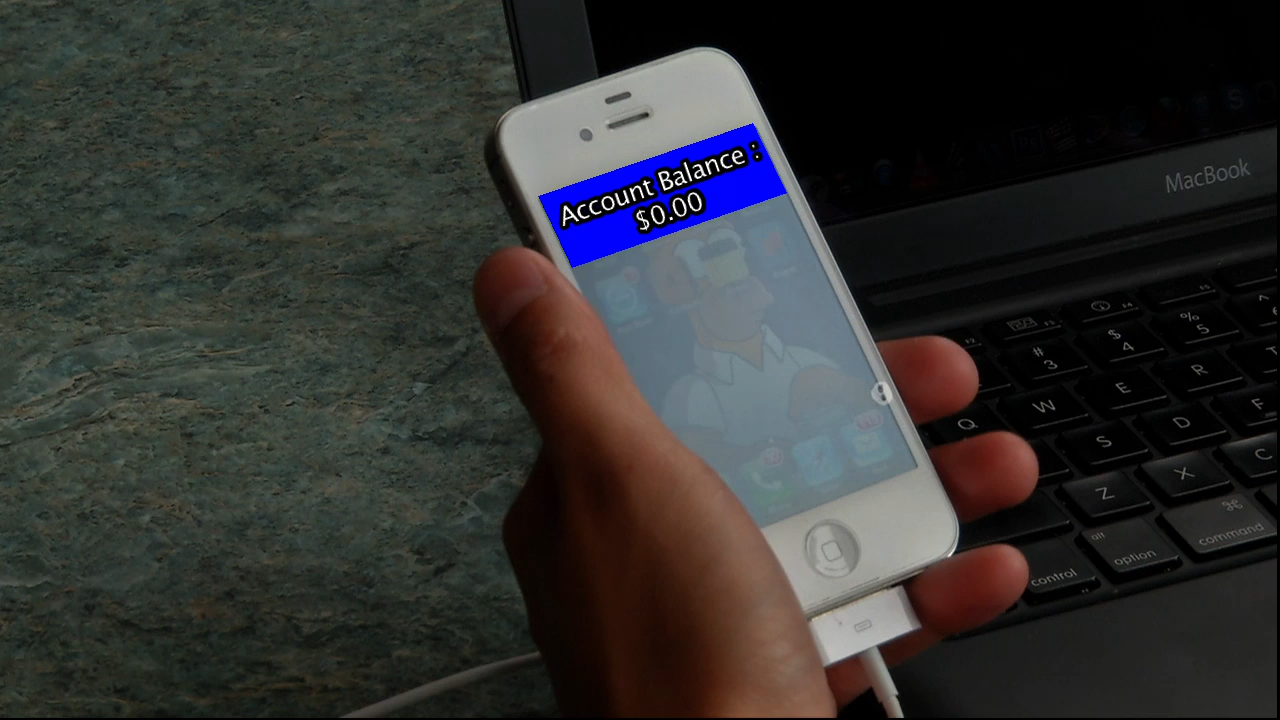 Account Balance :
$0.00
MacBook
F2
F3
F4
F5
#
3
$
4
%
5
Q
W
E
R
T
S
D
F
Z
X
C
control
alt
option
⌘
command